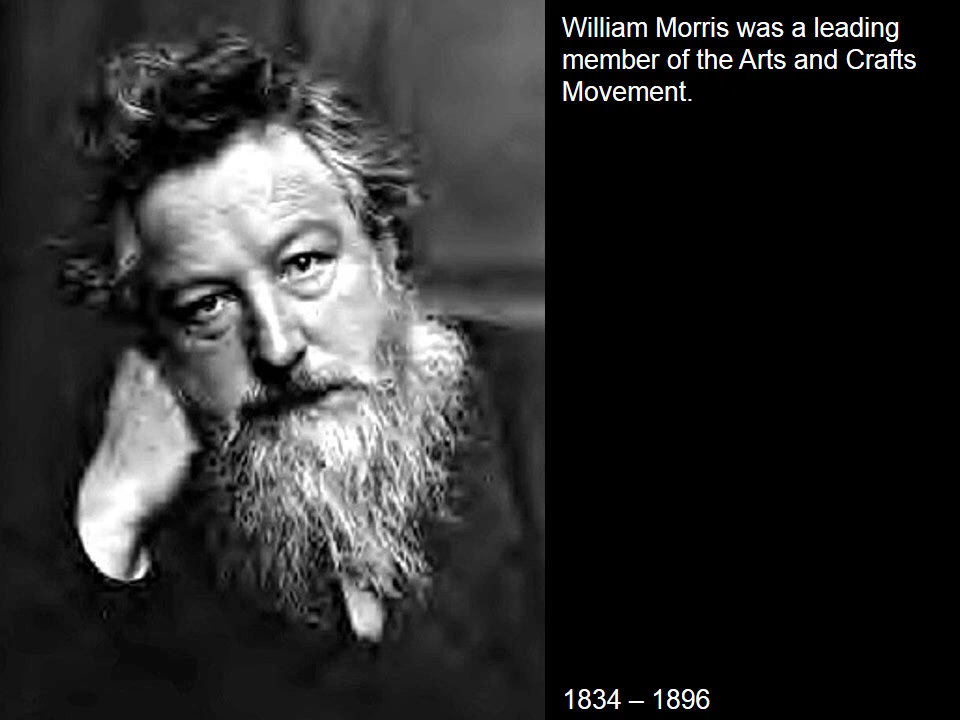 William Morris was a leading
member of the Arts and Crafts
Movement.
1834 – 1896